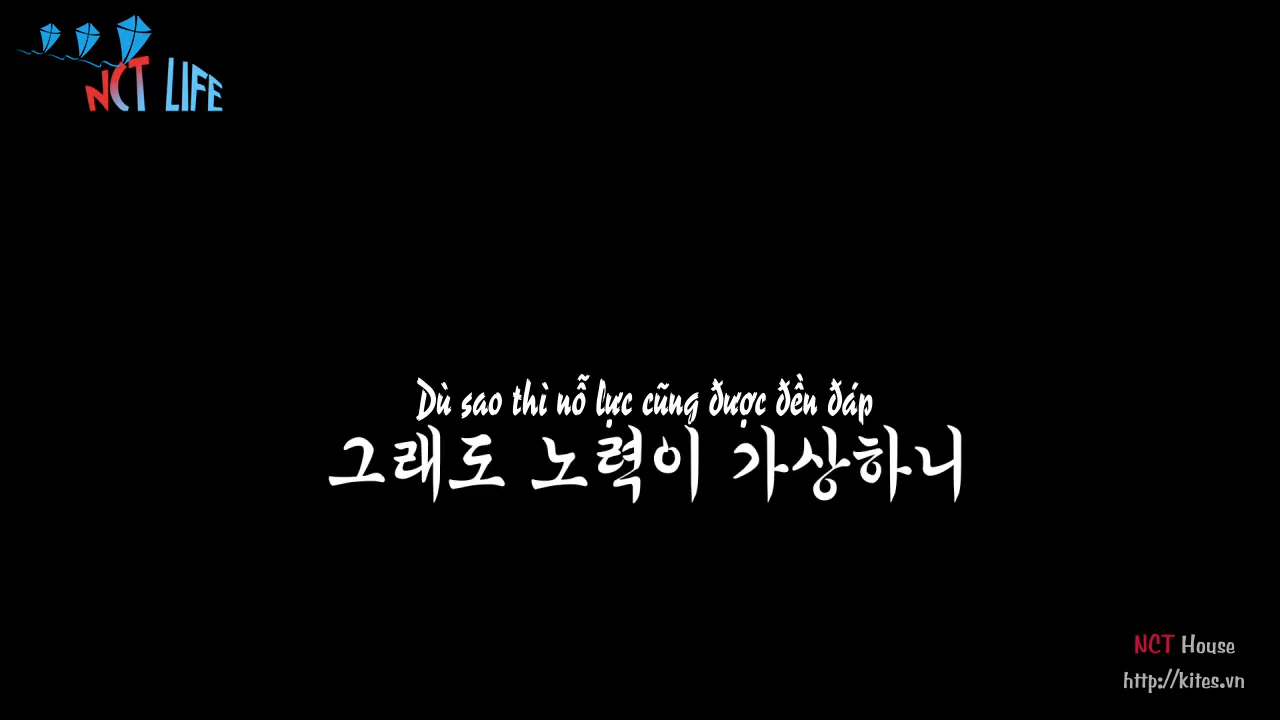 NCT LIFE
Dù sao thì nỗ lực cũng được đền đáp
그래도 노력이 가상하니
NCT House
http://kites.vn